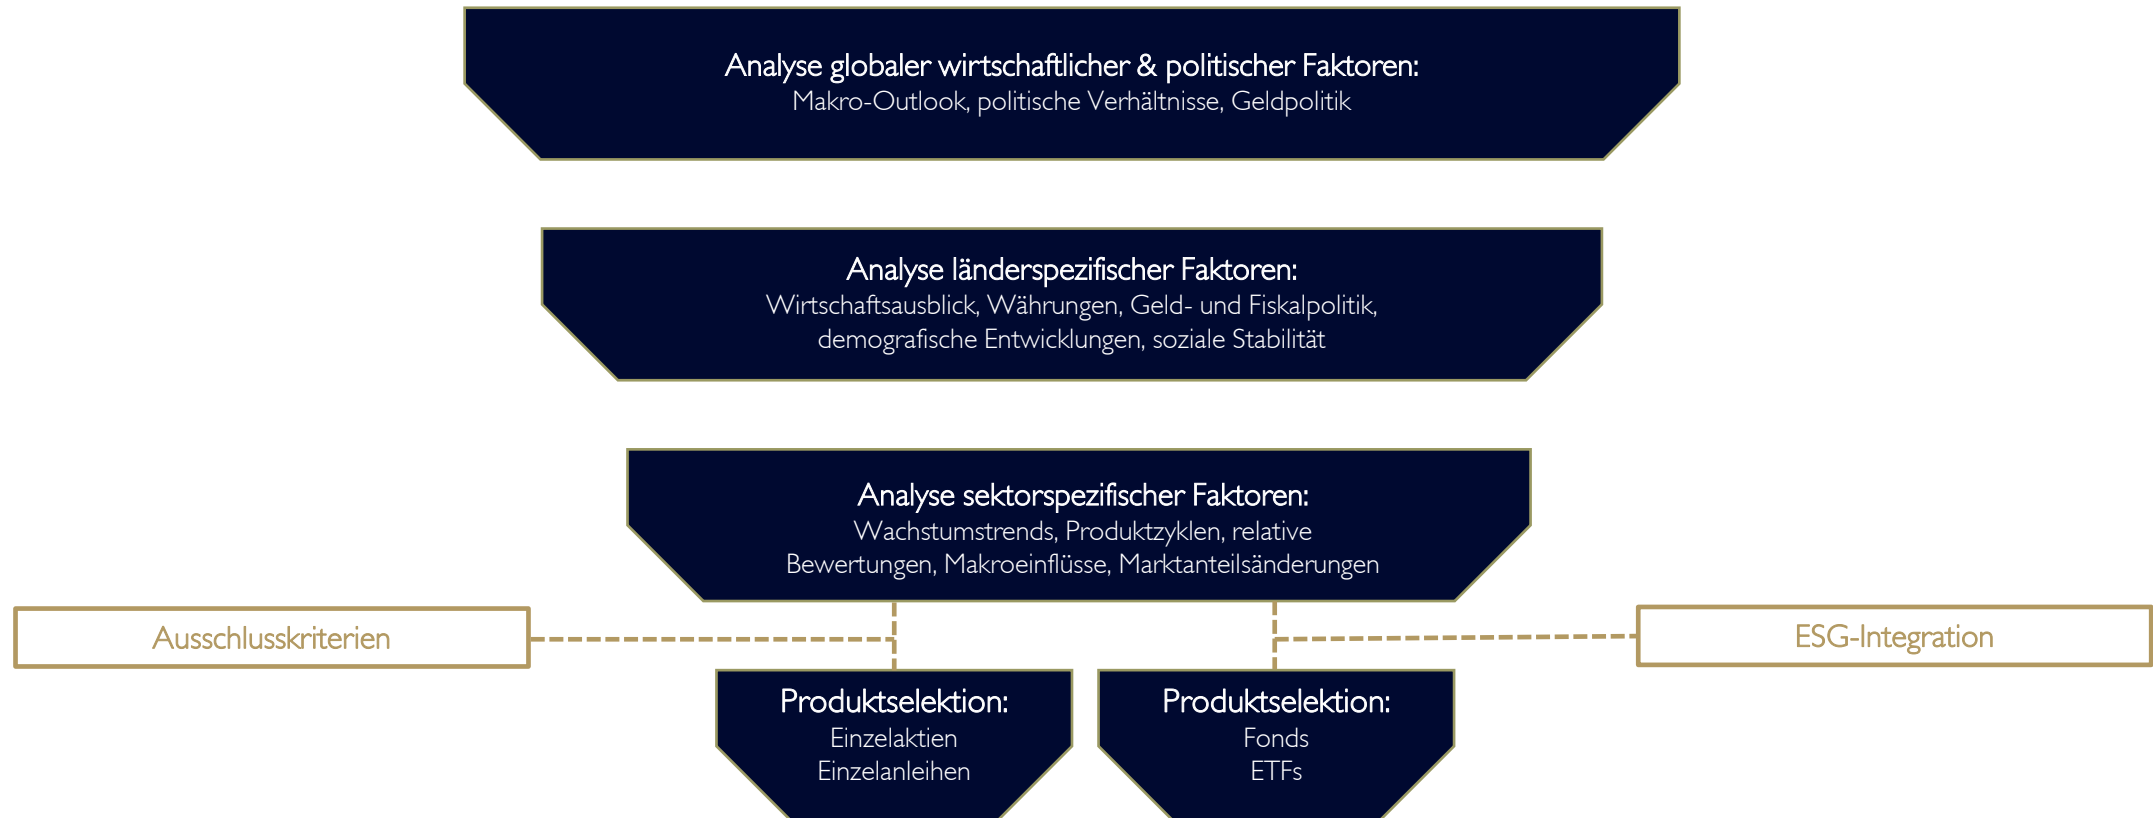 Analyse globaler wirtschaftlicher & politischer Faktoren:
Makro-Outlook, politische Verhältnisse, Geldpolitik
Analyse länderspezifischer Faktoren:
Wirtschaftsausblick, Währungen, Geld- und Fiskalpolitik,
demografische Entwicklungen, soziale Stabilität
Analyse sektorspezifischer Faktoren:
Wachstumstrends, Produktzyklen, relative
Bewertungen, Makroeinflüsse, Marktanteilsänderungen
Ausschlusskriterien
ESG-Integration
Produktselektion:
Einzelaktien
Einzelanleihen
Produktselektion:
Fonds
ETFs